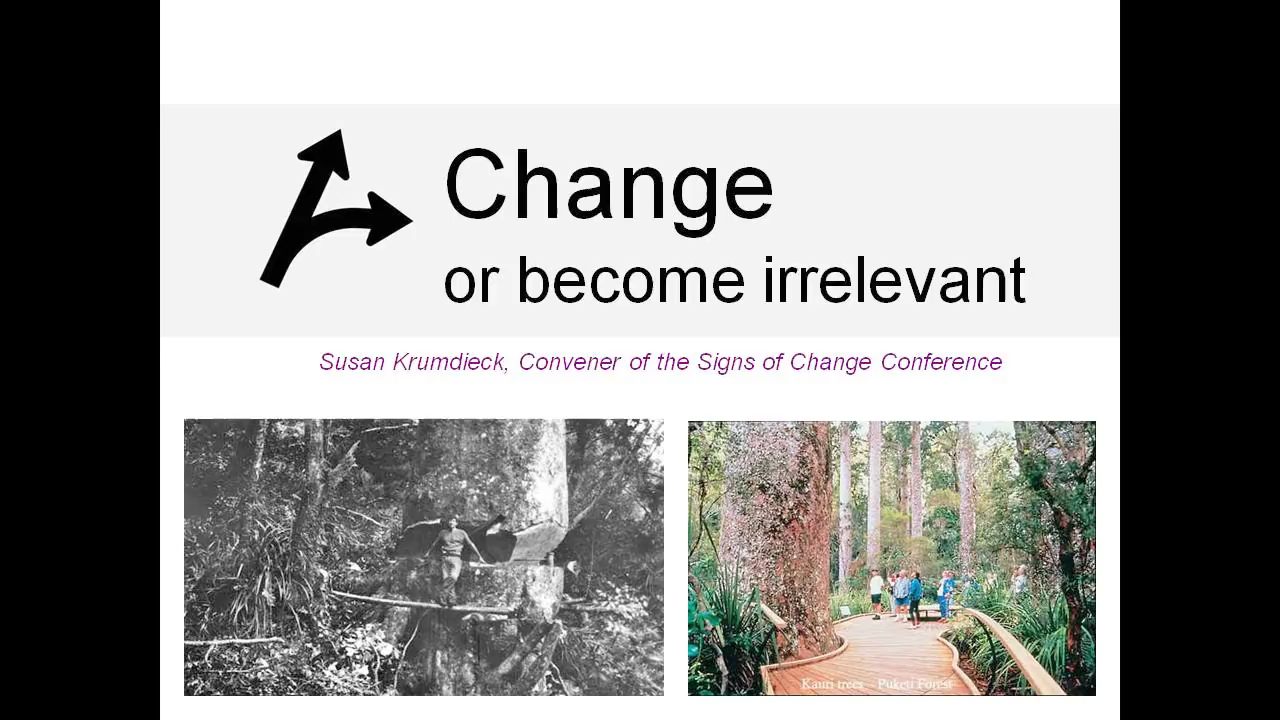 Change
or become irrelevant
Susan Krumdieck, Convener of the Signs of Change Conference
Kauri trees - Puketi Forest